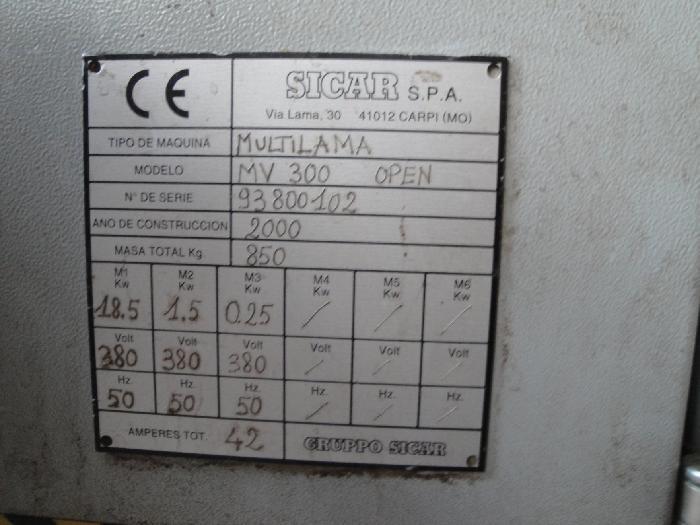 CE SICAR S.P.A.
Via Lama, 30 41012 CARPI (MO)
TIPO DE MAQUINA MULTILAMA
MODELO MV 300 OPEN
N° DE SERIE 93800102
ANO DE CONSTRUCCION 2000
MASA TOTAL Kg. 850
M1 M2 M3 M4 M5 M6
Kw Kw Kw Kw Kw Kw
18.5 1.5 0.25 / / /
Volt Volt Volt Volt Volt Volt
380 380 380 / / /
Hz. Hz. Hz. Hz. Hz. Hz.
50 50 50 / / /
AMPERES TOT. 42 GRUPPO SICAR